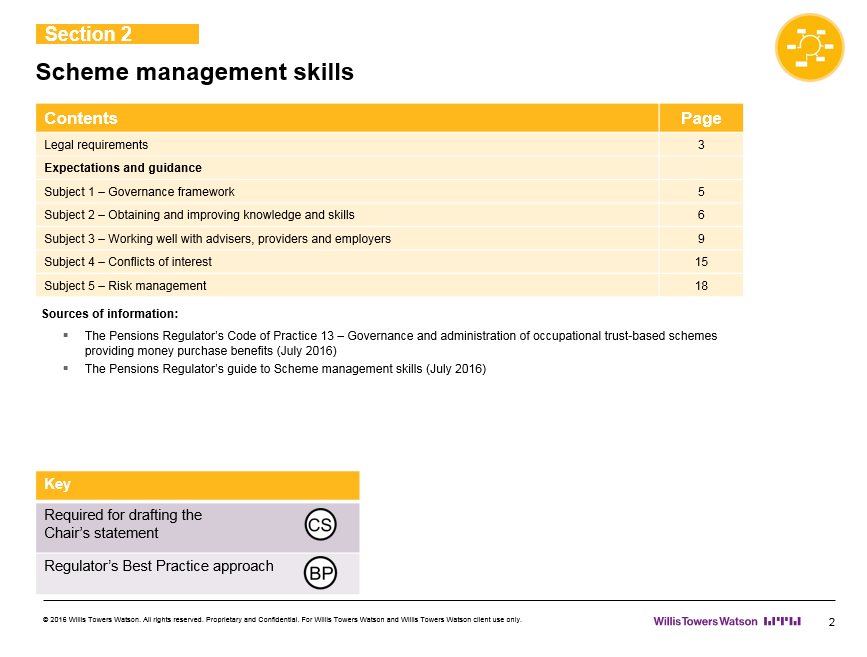 Section 2
Scheme management skills
Contents Page
Legal requirements 3
Expectations and guidance
Subject 1 – Governance framework 5
Subject 2 – Obtaining and improving knowledge and skills 6
Subject 3 – Working well with advisers, providers and employers 9
Subject 4 – Conflicts of interest 15
Subject 5 – Risk management 18
Sources of information:
▪ The Pensions Regulator’s Code of Practice 13 – Governance and administration of occupational trust-based schemes
providing money purchase benefits (July 2016)
▪ The Pensions Regulator’s guide to Scheme management skills (July 2016)
Key
Required for drafting the
Chair’s statement CS
Regulator’s Best Practice approach BP
© 2016 Willis Towers Watson. All rights reserved. Proprietary and Confidential. For Willis Towers Watson and Willis Towers Watson client use only.
WillisTowersWatson 2